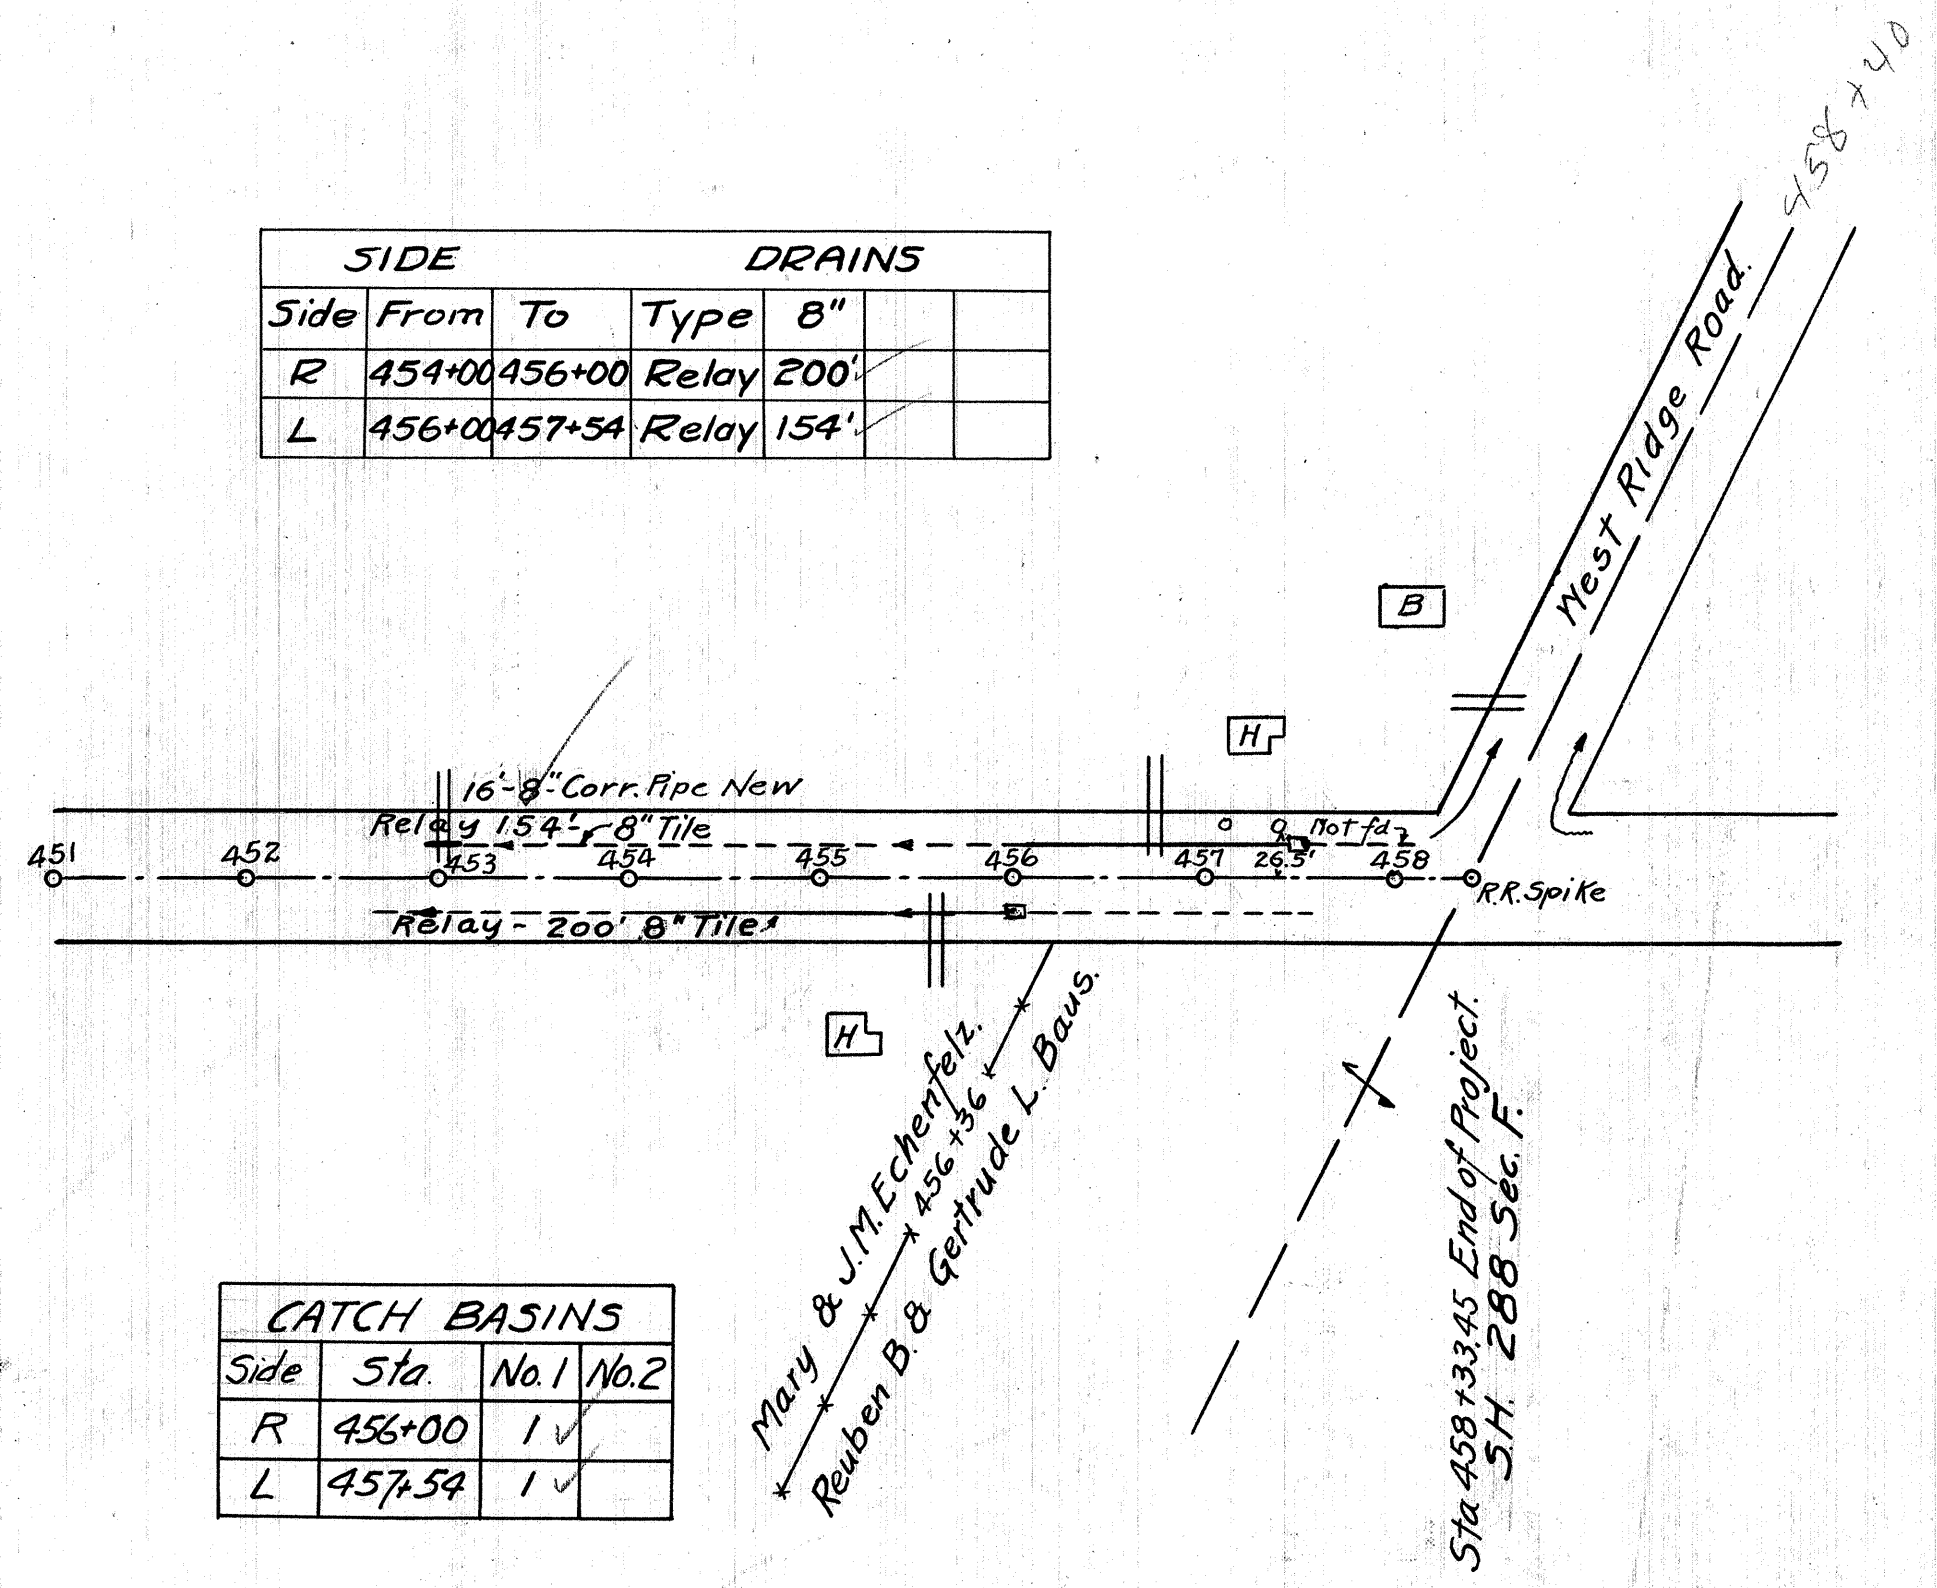 458 + 40
SIDE DRAINS
Side From To Type 8"
R 454+00 456+00 Relay 200'
L 456+00 457+54 Relay 154'
West Ridge Road.
B
H
16'-8"-Corr. Pipe New
Relay 154'- 8" Tile
Not fd.
451 452 453 454 455 456 457 26.5' 458
R.R. Spike
Relay - 200' 8" Tile
H
Mary & J.M. Echenfelz.
456+36
Reuben B. & Gertrude L. Baus.
Sta 458+33.45 End of Project.
S.H. 288 Sec. F.
CATCH BASINS
Side Sta. No.1 No.2
R 456+00 1
L 457+54 1